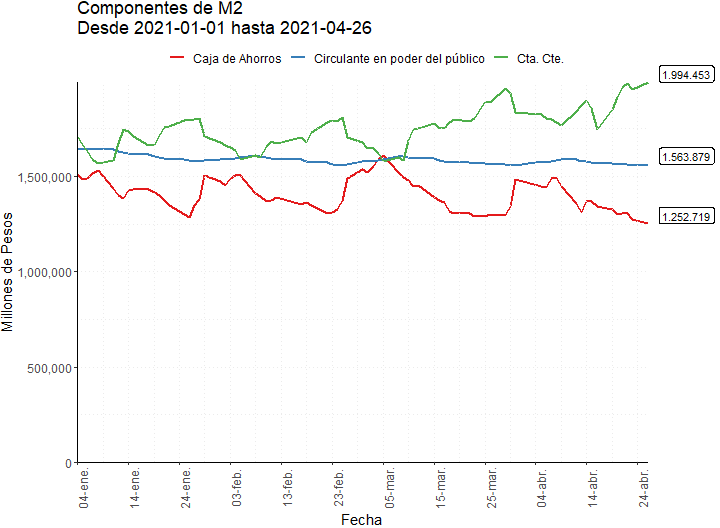 Componentes de M2
Desde 2021-01-01 hasta 2021-04-26
Caja de Ahorros Circulante en poder del público Cta. Cte.
1.994.453
1.563.879
1.252.719
Millones de Pesos
1,500,000
1,000,000
500,000
0
04-ene. 14-ene. 24-ene. 03-feb. 13-feb. 23-feb. 05-mar. 15-mar. 25-mar. 04-abr. 14-abr. 24-abr.
Fecha